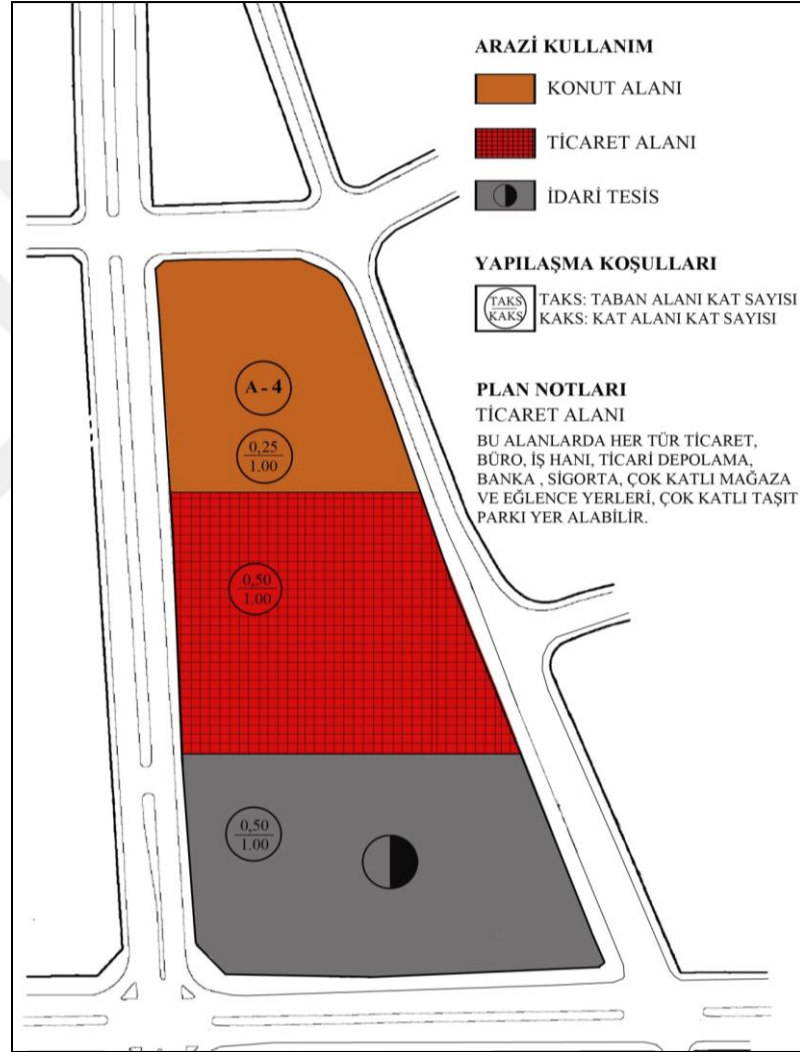 ARAZİ KULLANIM
KONUT ALANI
TİCARET ALANI
İDARİ TESİS
YAPILAŞMA KOŞULLARI
TAKS
KAKS
TAKS: TABAN ALANI KAT SAYISI
KAKS: KAT ALANI KAT SAYISI
PLAN NOTLARI
TİCARET ALANI
BU ALANLARDA HER TÜR TİCARET,
BÜRO, İŞ HANI, TİCARİ DEPOLAMA,
BANKA , SİGORTA, ÇOK KATLI MAĞAZA
VE EĞLENCE YERLERİ, ÇOK KATLI TAŞIT
PARKI YER ALABİLİR.
A - 4
0,25
1.00
0,50
1.00
0,50
1.00